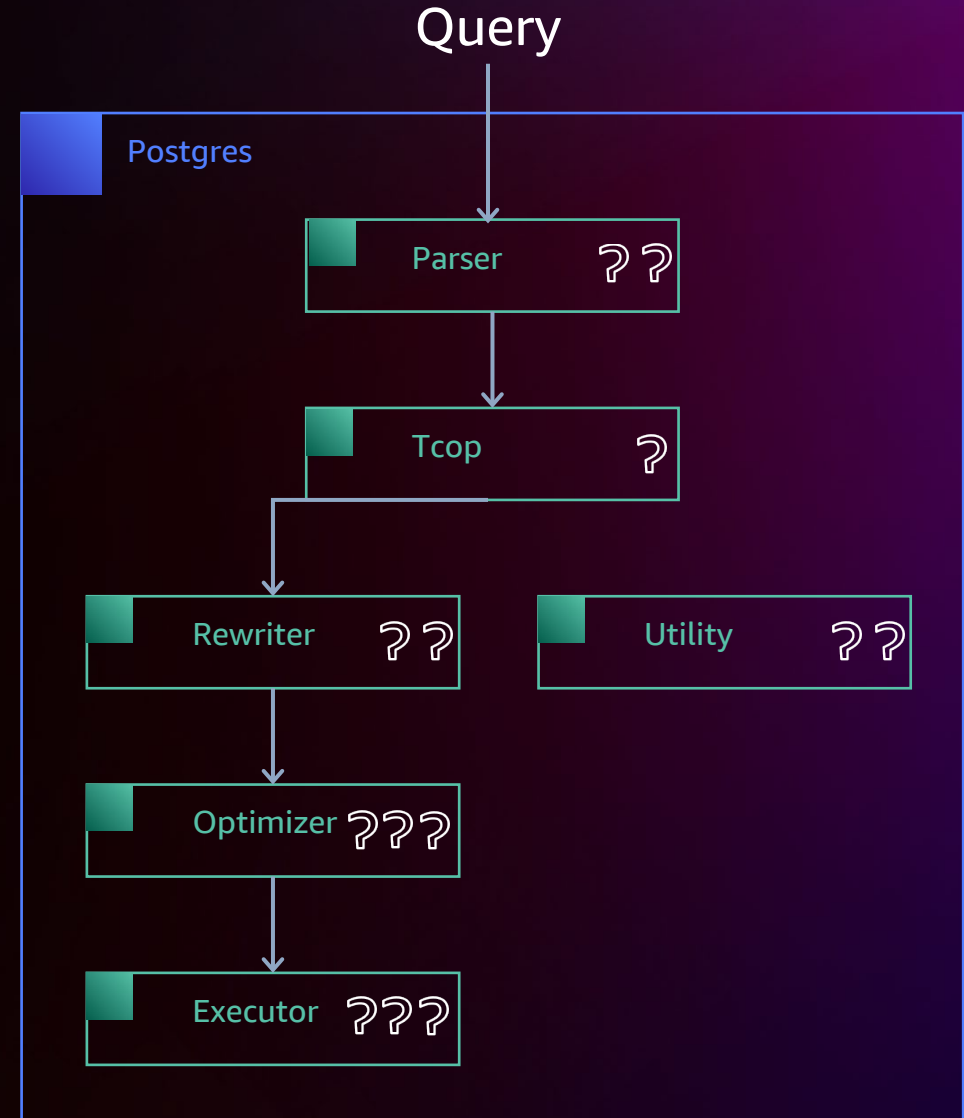 Query
Postgres
Parser ??
Tcop ?
Rewriter ??
Utility ??
Optimizer ???
Executor ???